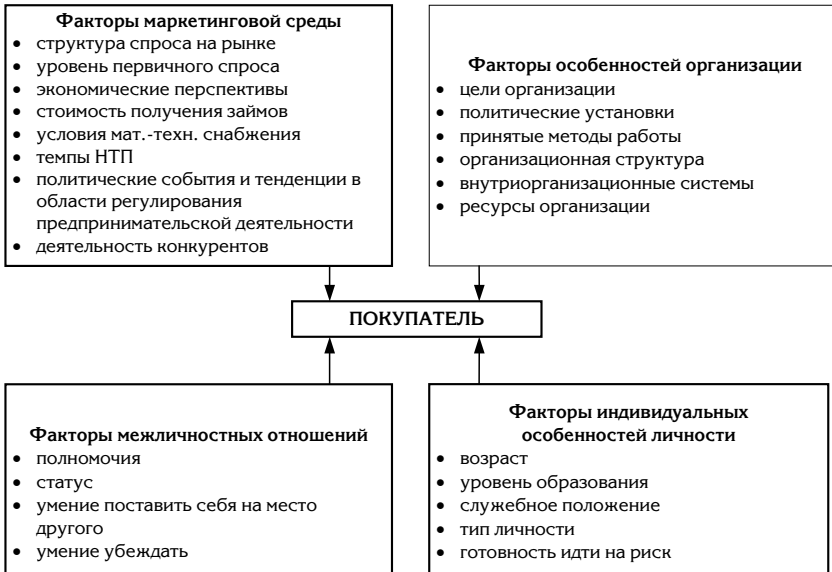 Факторы маркетинговой среды
• структура спроса на рынке
• уровень первичного спроса
• экономические перспективы
• стоимость получения займов
• условия мат.-техн. снабжения
• темпы НТП
• политические события и тенденции в
области регулирования
предпринимательской деятельности
• деятельность конкурентов
Факторы особенностей организации
• цели организации
• политические установки
• принятые методы работы
• организационная структура
• внутриорганизационные системы
• ресурсы организации
ПОКУПАТЕЛЬ
Факторы межличностных отношений
• полномочия
• статус
• умение поставить себя на место
другого
• умение убеждать
Факторы индивидуальных
особенностей личности
• возраст
• уровень образования
• служебное положение
• тип личности
• готовность идти на риск